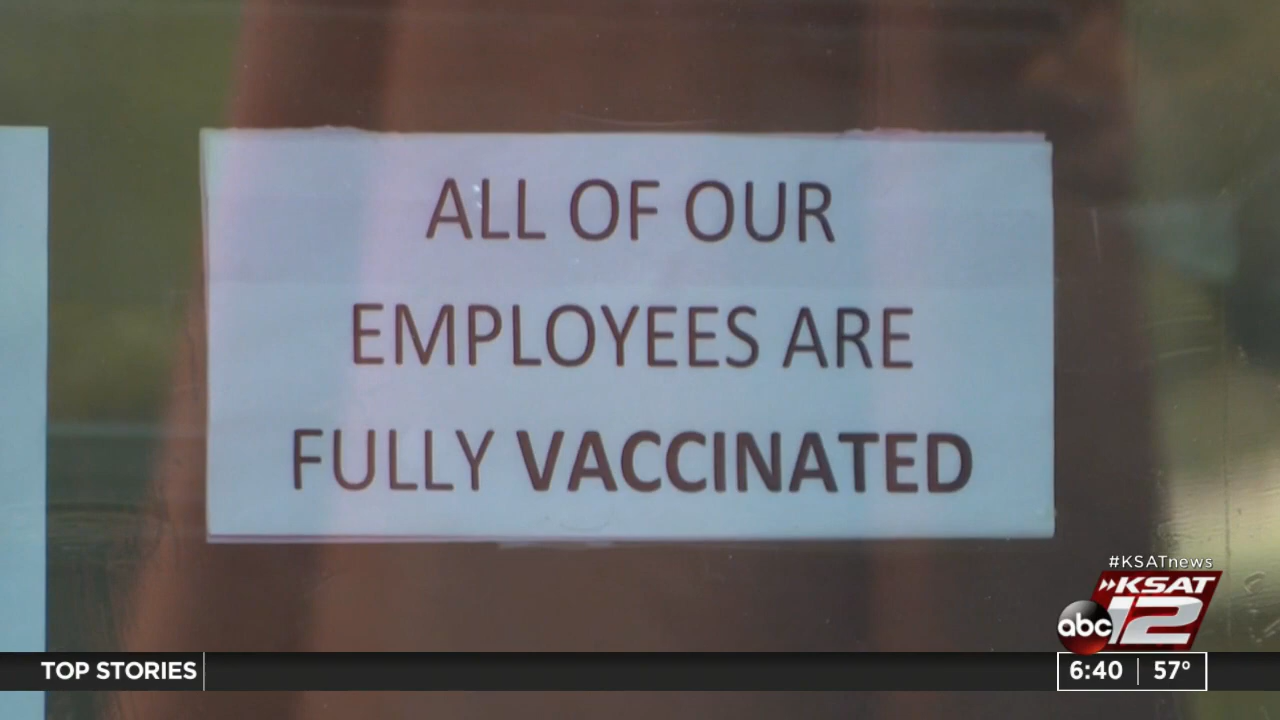 ALL OF OUR
EMPLOYEES ARE
FULLY VACCINATED
#KSATnews
KSAT
abc 12
TOP STORIES
6:40 57°